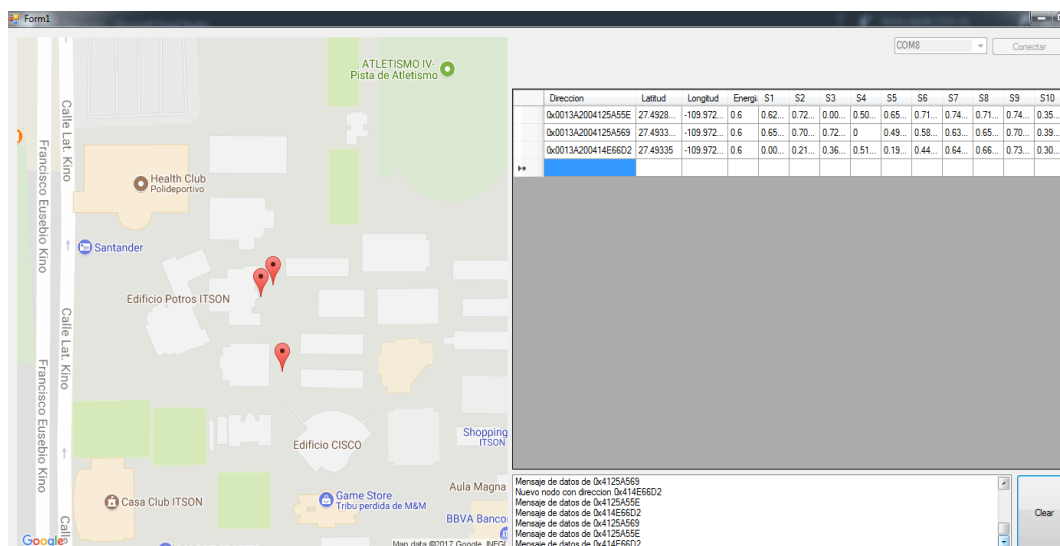 Form1
COM8
Conectar
ATLETISMO IV-
Pista de Atletismo
Calle Lat. Kino
Francisco Eusebio Kino
Health Club
Polideportivo
Santander
Edificio Potros ITSON
Calle Lat. Kino
Francisco Eusebio Kino
Edificio CISCO
Shopping
ITSON
Aula Magna
Casa Club ITSON
Game Store
Tribu perdida de M&M
BBVA Banco
Calle
Google
Map data ©2017 Google, INEGI
Direccion Latitud Longitud Energi S1 S2 S3 S4 S5 S6 S7 S8 S9 S10
0x0013A2004125A55E 27.4928... -109.972... 0.6 0.62... 0.72... 0.00... 0.50... 0.65... 0.71... 0.74... 0.71... 0.74... 0.35...
0x0013A2004125A569 27.4933... -109.972... 0.6 0.65... 0.70... 0.72... 0 0.49... 0.58... 0.63... 0.65... 0.70... 0.39...
0x0013A200414E66D2 27.49335 -109.972... 0.6 0.00... 0.21... 0.36... 0.51... 0.19... 0.44... 0.64... 0.66... 0.73... 0.30...
Mensaje de datos de 0x4125A569
Nuevo nodo con direccion 0x414E66D2
Mensaje de datos de 0x4125A55E
Mensaje de datos de 0x414E66D2
Mensaje de datos de 0x4125A569
Mensaje de datos de 0x4125A55E
Mensaje de datos de 0x414E66D2
Clear